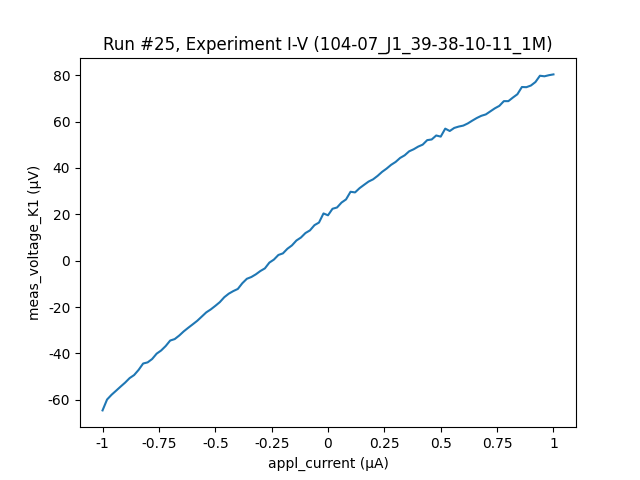 Run #25, Experiment I-V (104-07_J1_39-38-10-11_1M)
80
60
40
20
0
-20
-40
-60
meas_voltage_K1 (µV)
-1 -0.75 -0.5 -0.25 0 0.25 0.5 0.75 1
appl_current (µA)